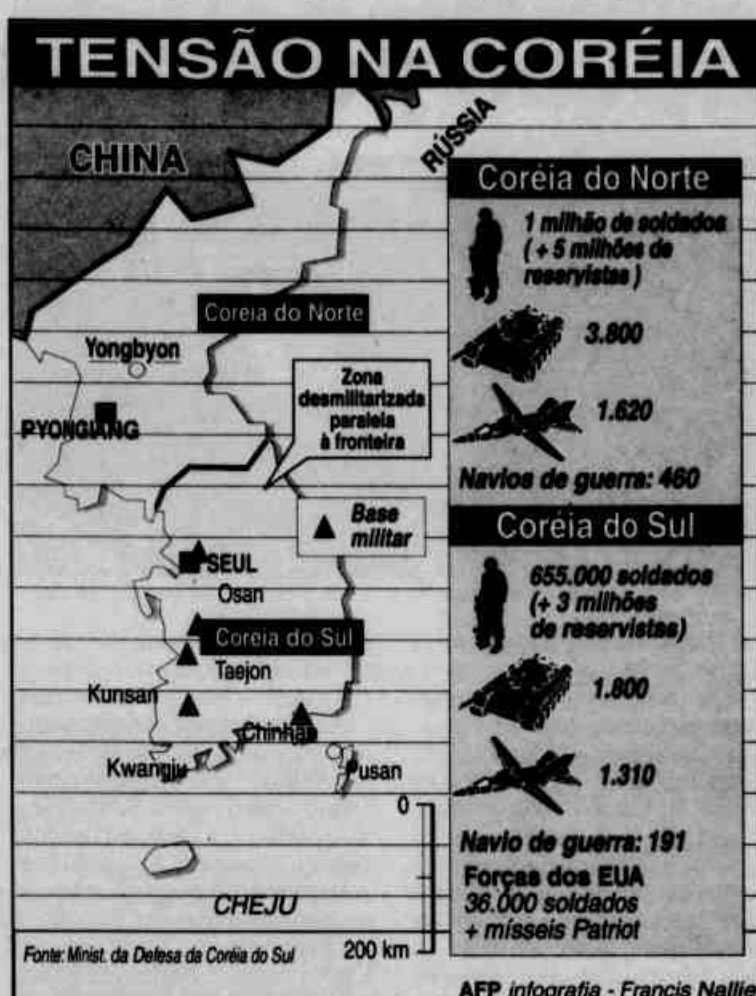 TENSÃO NA CORÉIA
CHINA
RÚSSIA
Coréia do Norte
Yongbyon
PYONGIANG
Zona
desmilitarizada
paralela
à fronteira
Base
militar
SEUL
Osan
Coréia do Sul
Taejon
Kunsan
Chinhae
Kwangju
Pusan
CHEJU
0
200 km
Fonte: Minist. da Defesa da Coréia do Sul
Coréia do Norte
1 milhão de soldados
(+ 5 milhões de
reservistas)
3.800
1.620
Navios de guerra: 460
Coréia do Sul
655.000 soldados
(+ 3 milhões
de reservistas)
1.800
1.310
Navio de guerra: 191
Forças dos EUA
36.000 soldados
+ mísseis Patriot
AFP infografia - Francis Nallie